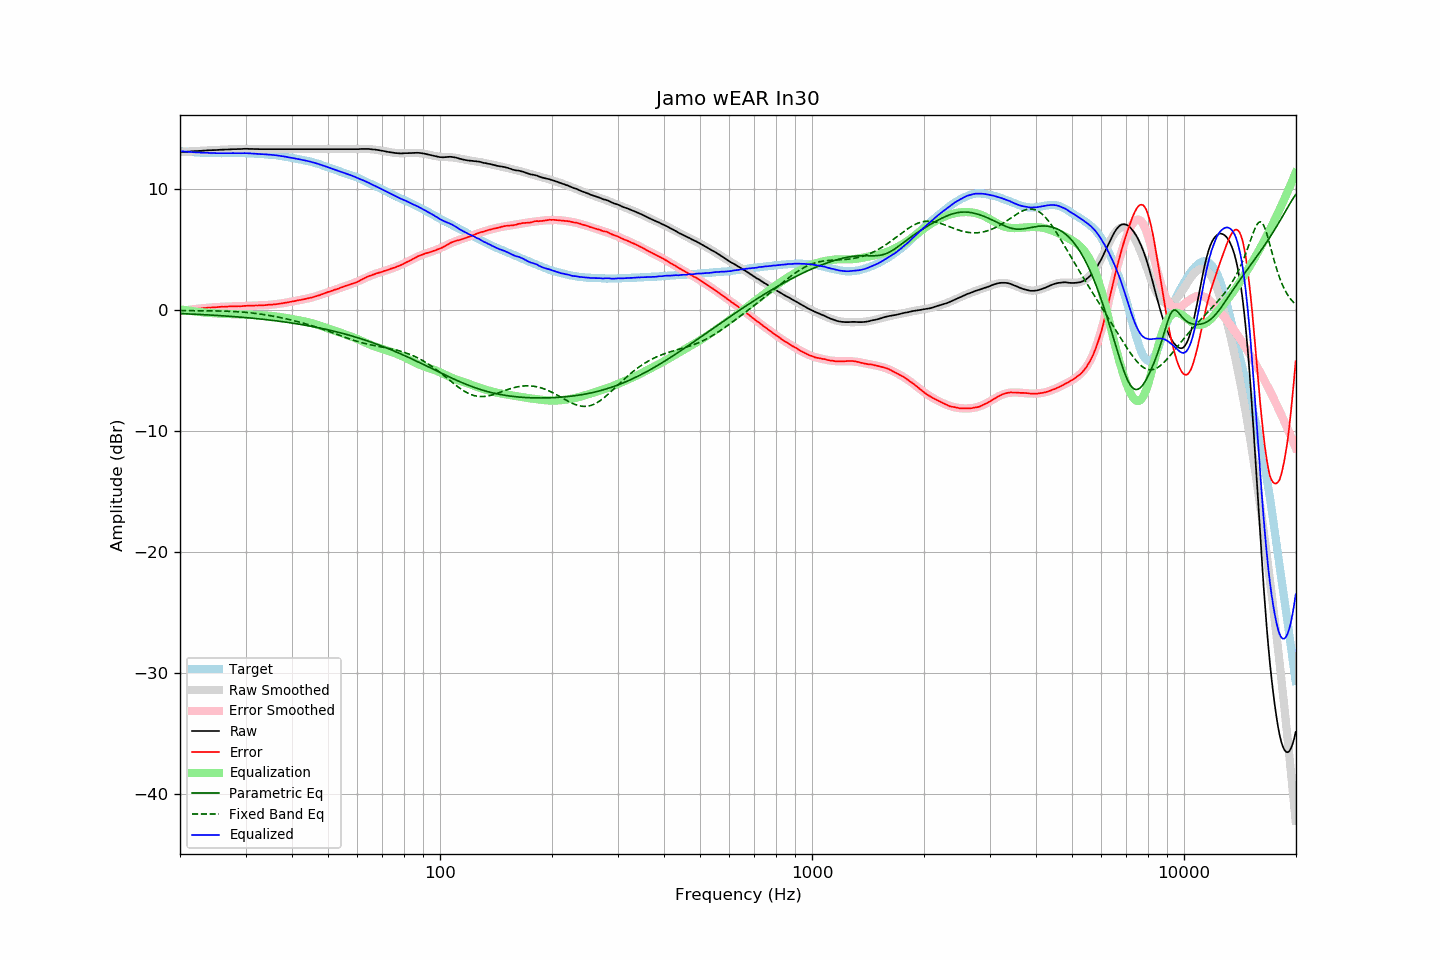 Jamo wEAR In30
Amplitude (dBr)
10
0
−10
−20
−30
−40
Target
Raw Smoothed
Error Smoothed
Raw
Error
Equalization
Parametric Eq
Fixed Band Eq
Equalized
100
1000
10000
Frequency (Hz)